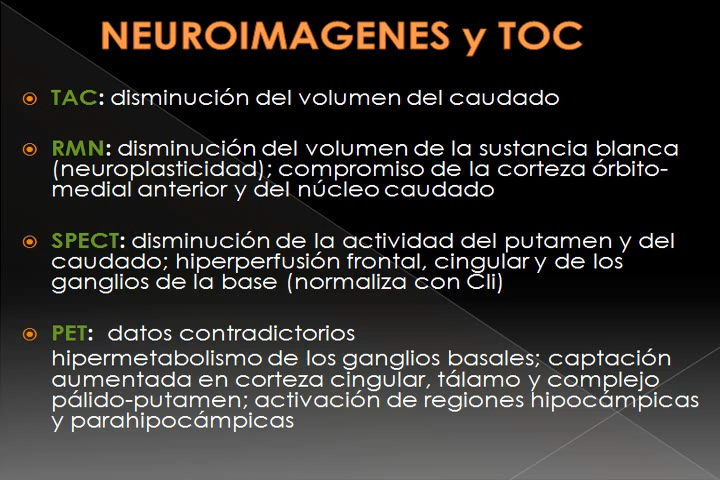 NEUROIMAGENES y TOC
TAC: disminución del volumen del caudado
RMN: disminución del volumen de la sustancia blanca
(neuroplasticidad); compromiso de la corteza órbito-
medial anterior y del núcleo caudado
SPECT: disminución de la actividad del putamen y del
caudado; hiperperfusión frontal, cingular y de los
ganglios de la base (normaliza con Cli)
PET: datos contradictorios
hipermetabolismo de los ganglios basales; captación
aumentada en corteza cingular, tálamo y complejo
pálido-putamen; activación de regiones hipocámpicas
y parahipocámpicas